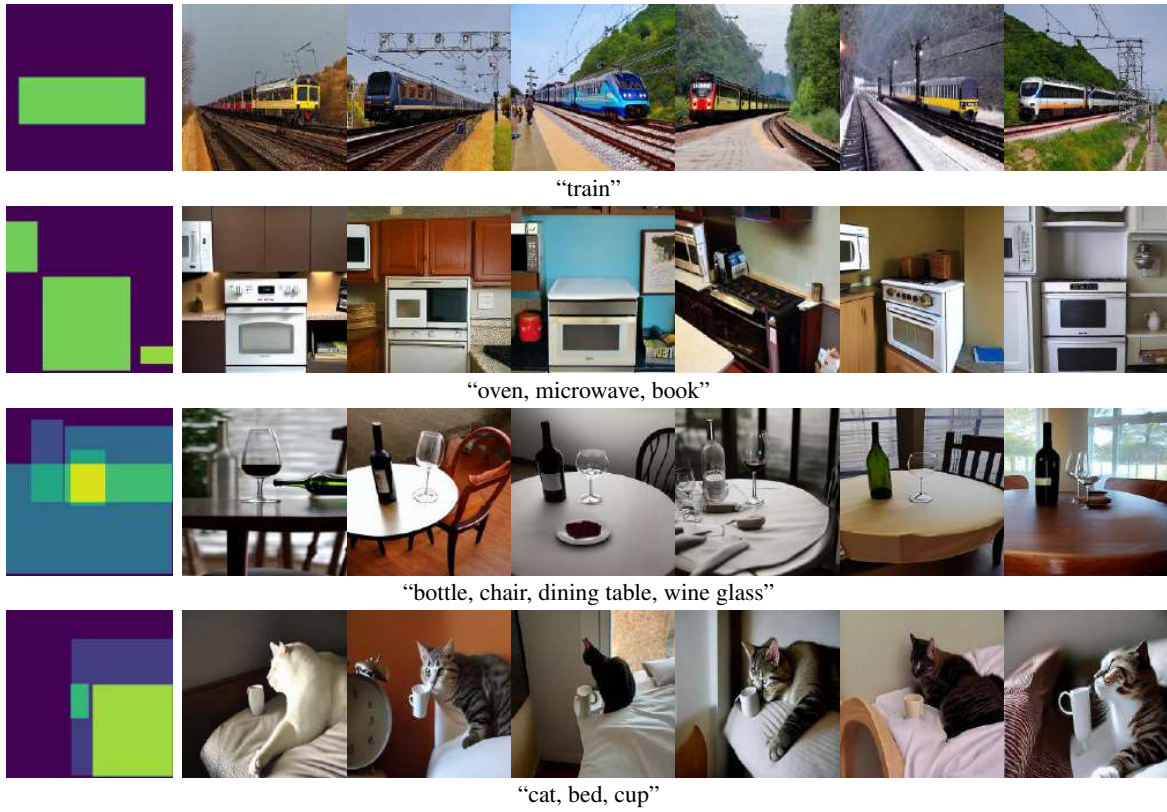 “train”
“oven, microwave, book”
“bottle, chair, dining table, wine glass”
“cat, bed, cup”